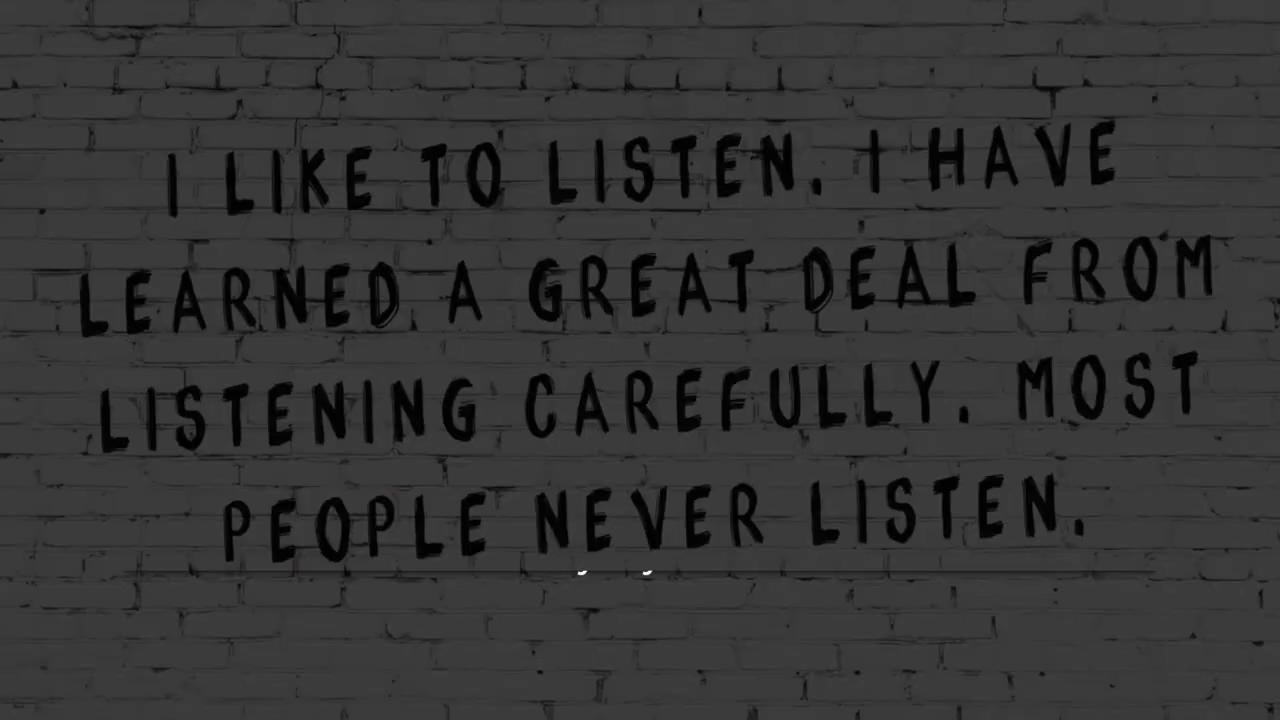 I LIKE TO LISTEN. I HAVE
LEARNED A GREAT DEAL FROM
LISTENING CAREFULLY. MOST
PEOPLE NEVER LISTEN.